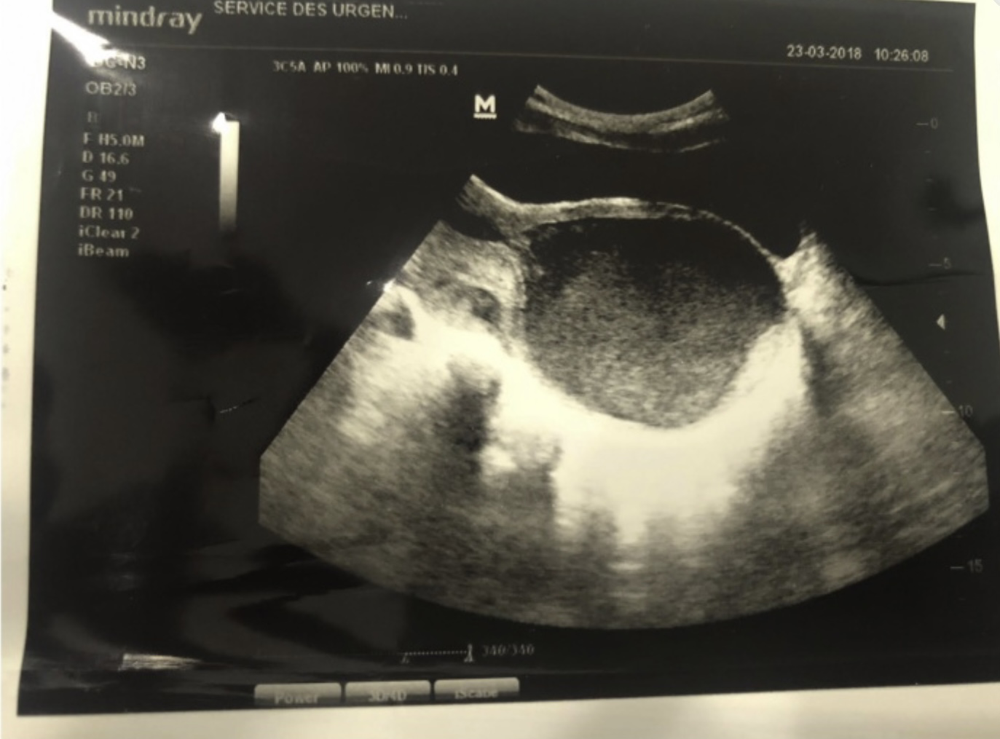 mindray
SERVICE DES URGEN...
23-03-2018 10:26:08
3C5A AP 100% MI 0.9 TIS 0.4
-N3
OB2/3
M
B
F H5.0M
D 16.6
G 49
FR 21
DR 110
iClear 2
iBeam
0
5
10
15
340/340
Power
3D/4D
iScape